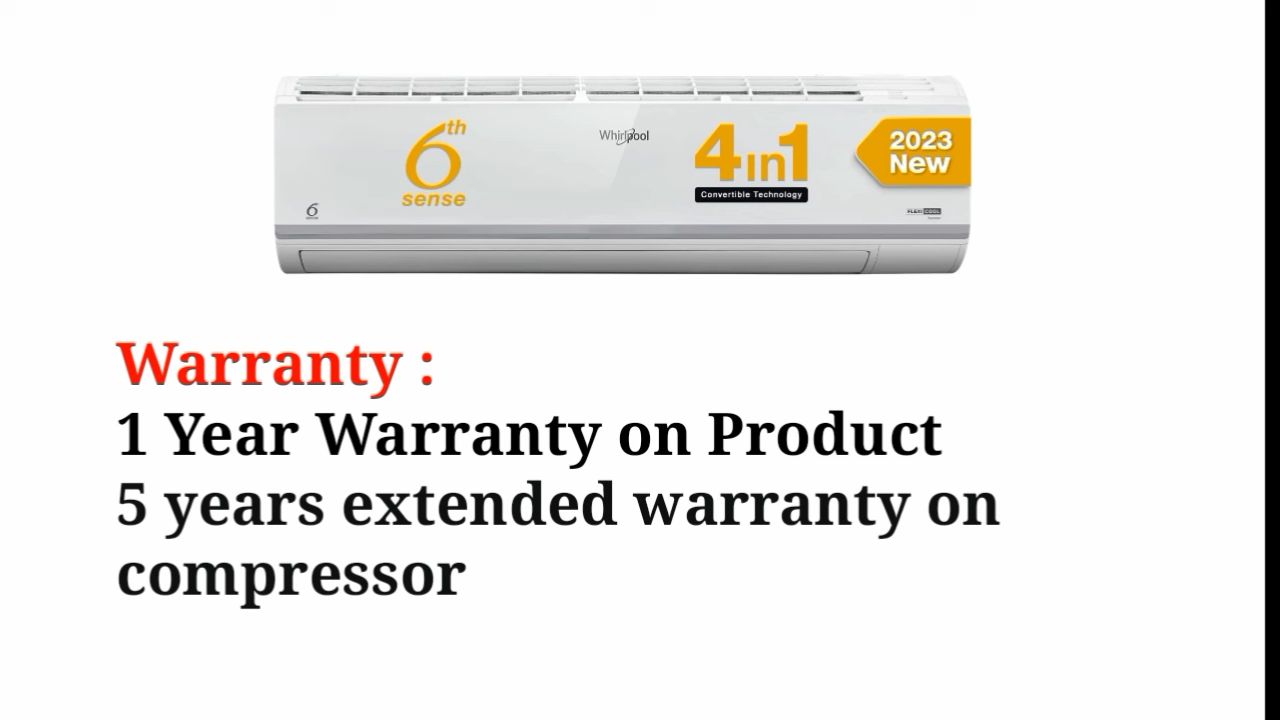 6th
sense
Whirlpool
4in1
Convertible Technology
2023
New
6
FLEXICOOL
Warranty :
1 Year Warranty on Product
5 years extended warranty on
compressor